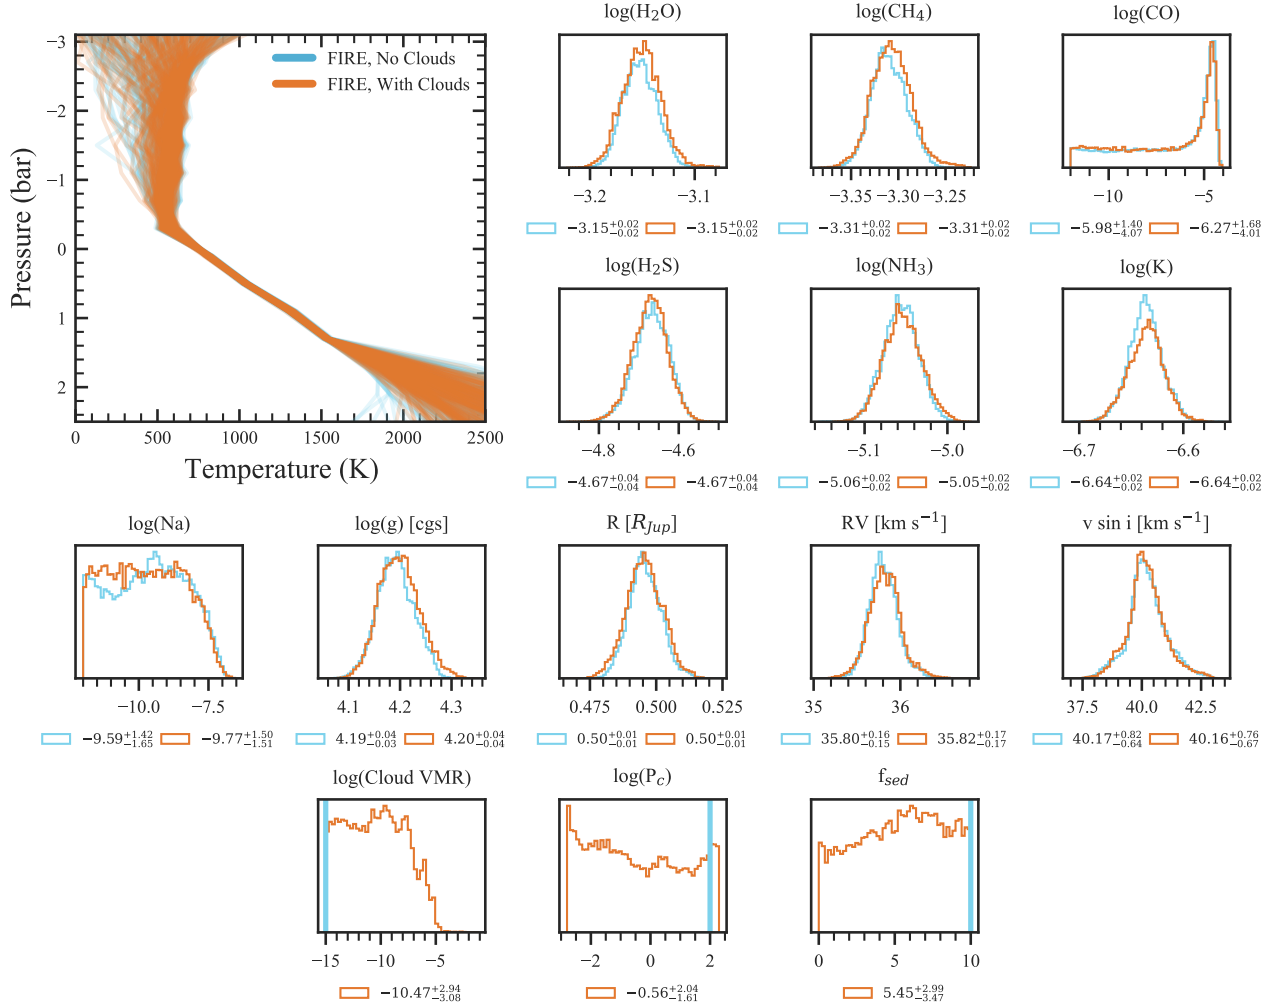 FIRE, No Clouds
FIRE, With Clouds
Pressure (bar)
−3
−2
−1
0
1
2
0 500 1000 1500 2000 2500
Temperature (K)
log(H₂O)
−3.2 −3.1
−3.15+0.02−0.02 −3.15+0.02−0.02
log(CH₄)
−3.35 −3.30 −3.25
−3.31+0.02−0.02 −3.31+0.02−0.02
log(CO)
−10 −5
−5.98+1.40−4.07 −6.27+1.68−4.01
log(H₂S)
−4.8 −4.6
−4.67+0.04−0.04 −4.67+0.04−0.04
log(NH₃)
−5.1 −5.0
−5.06+0.02−0.02 −5.05+0.02−0.02
log(K)
−6.7 −6.6
−6.64+0.02−0.02 −6.64+0.02−0.02
log(Na)
−10.0 −7.5
−9.59+1.42−1.65 −9.77+1.50−1.51
log(g) [cgs]
4.1 4.2 4.3
4.19+0.04−0.03 4.20+0.04−0.04
R [R_Jup]
0.475 0.500 0.525
0.50+0.01−0.01 0.50+0.01−0.01
RV [km s⁻¹]
35 36
35.80+0.16−0.15 35.82+0.17−0.17
v sin i [km s⁻¹]
37.5 40.0 42.5
40.17+0.82−0.64 40.16+0.76−0.67
log(Cloud VMR)
−15 −10 −5
−10.47+2.94−3.08
log(P_c)
−2 0 2
−0.56+2.04−1.61
f_sed
0 10
5.45+2.99−3.47